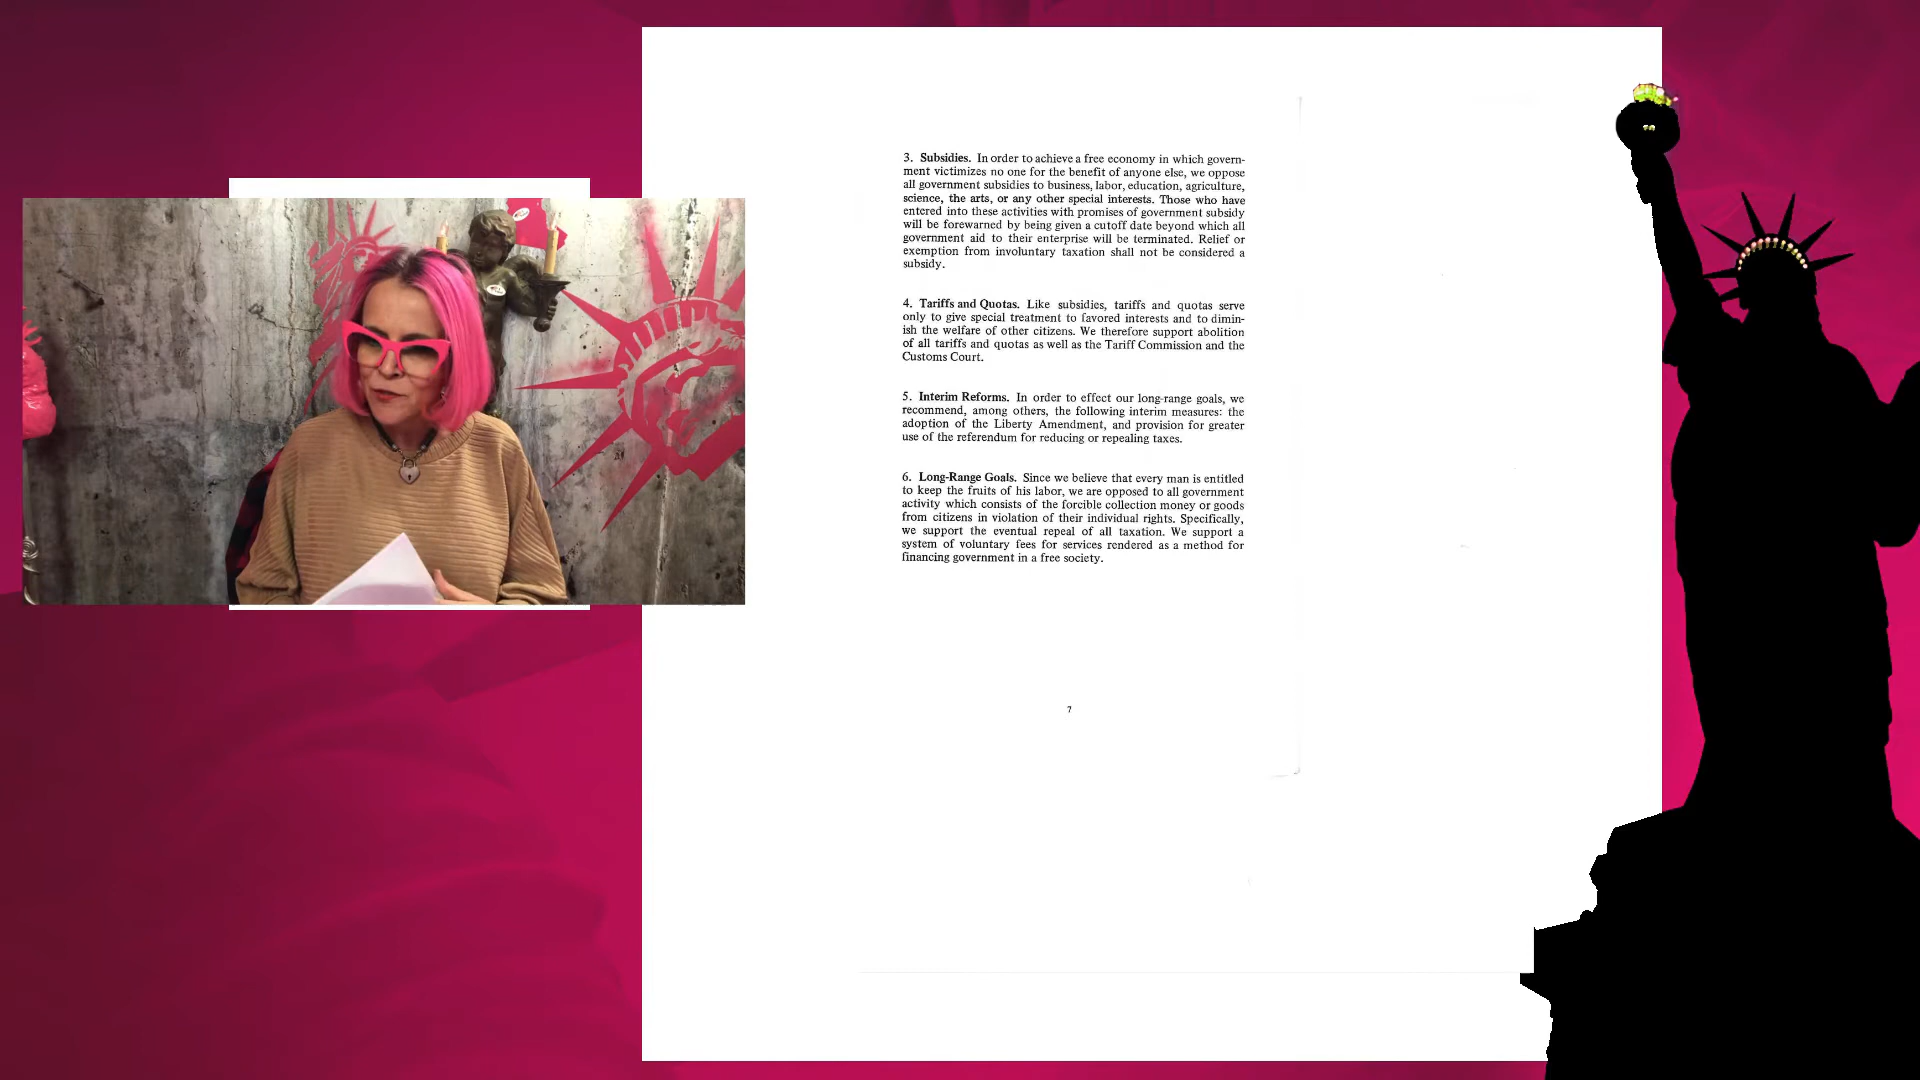 3. Subsidies. In order to achieve a free economy in which govern-
ment victimizes no one for the benefit of anyone else, we oppose
all government subsidies to business, labor, education, agriculture,
science, the arts, or any other special interests. Those who have
entered into these activities with promises of government subsidy
will be forewarned by being given a cutoff date beyond which all
government aid to their enterprise will be terminated. Relief or
exemption from involuntary taxation shall not be considered a
subsidy.
4. Tariffs and Quotas. Like subsidies, tariffs and quotas serve
only to give special treatment to favored interests and to dimin-
ish the welfare of other citizens. We therefore support abolition
of all tariffs and quotas as well as the Tariff Commission and the
Customs Court.
5. Interim Reforms. In order to effect our long-range goals, we
recommend, among others, the following interim measures: the
adoption of the Liberty Amendment, and provision for greater
use of the referendum for reducing or repealing taxes.
6. Long-Range Goals. Since we believe that every man is entitled
to keep the fruits of his labor, we are opposed to all government
activity which consists of the forcible collection money or goods
from citizens in violation of their individual rights. Specifically,
we support the eventual repeal of all taxation. We support a
system of voluntary fees for services rendered as a method for
financing government in a free society.
7